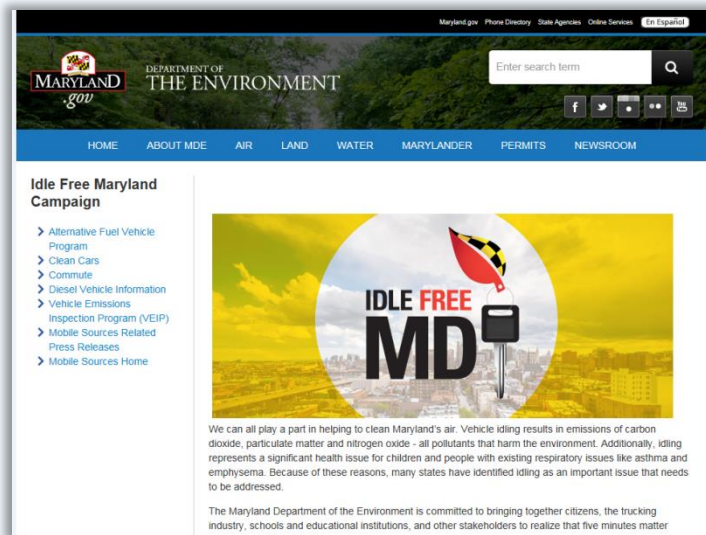 Maryland.gov Phone Directory State Agencies Online Services En Español
MARYLAND
.gov
DEPARTMENT OF
THE ENVIRONMENT
Enter search term
f
You
HOME ABOUT MDE AIR LAND WATER MARYLANDER PERMITS NEWSROOM
Idle Free Maryland
Campaign
Alternative Fuel Vehicle
Program
Clean Cars
Commute
Diesel Vehicle Information
Vehicle Emissions
Inspection Program (VEIP)
Mobile Sources Related
Press Releases
Mobile Sources Home
IDLE FREE
MD
We can all play a part in helping to clean Maryland's air. Vehicle idling results in emissions of carbon
dioxide, particulate matter and nitrogen oxide - all pollutants that harm the environment. Additionally, idling
represents a significant health issue for children and people with existing respiratory issues like asthma and
emphysema. Because of these reasons, many states have identified idling as an important issue that needs
to be addressed.
The Maryland Department of the Environment is committed to bringing together citizens, the trucking
industry, schools and educational institutions, and other stakeholders to realize that five minutes matter